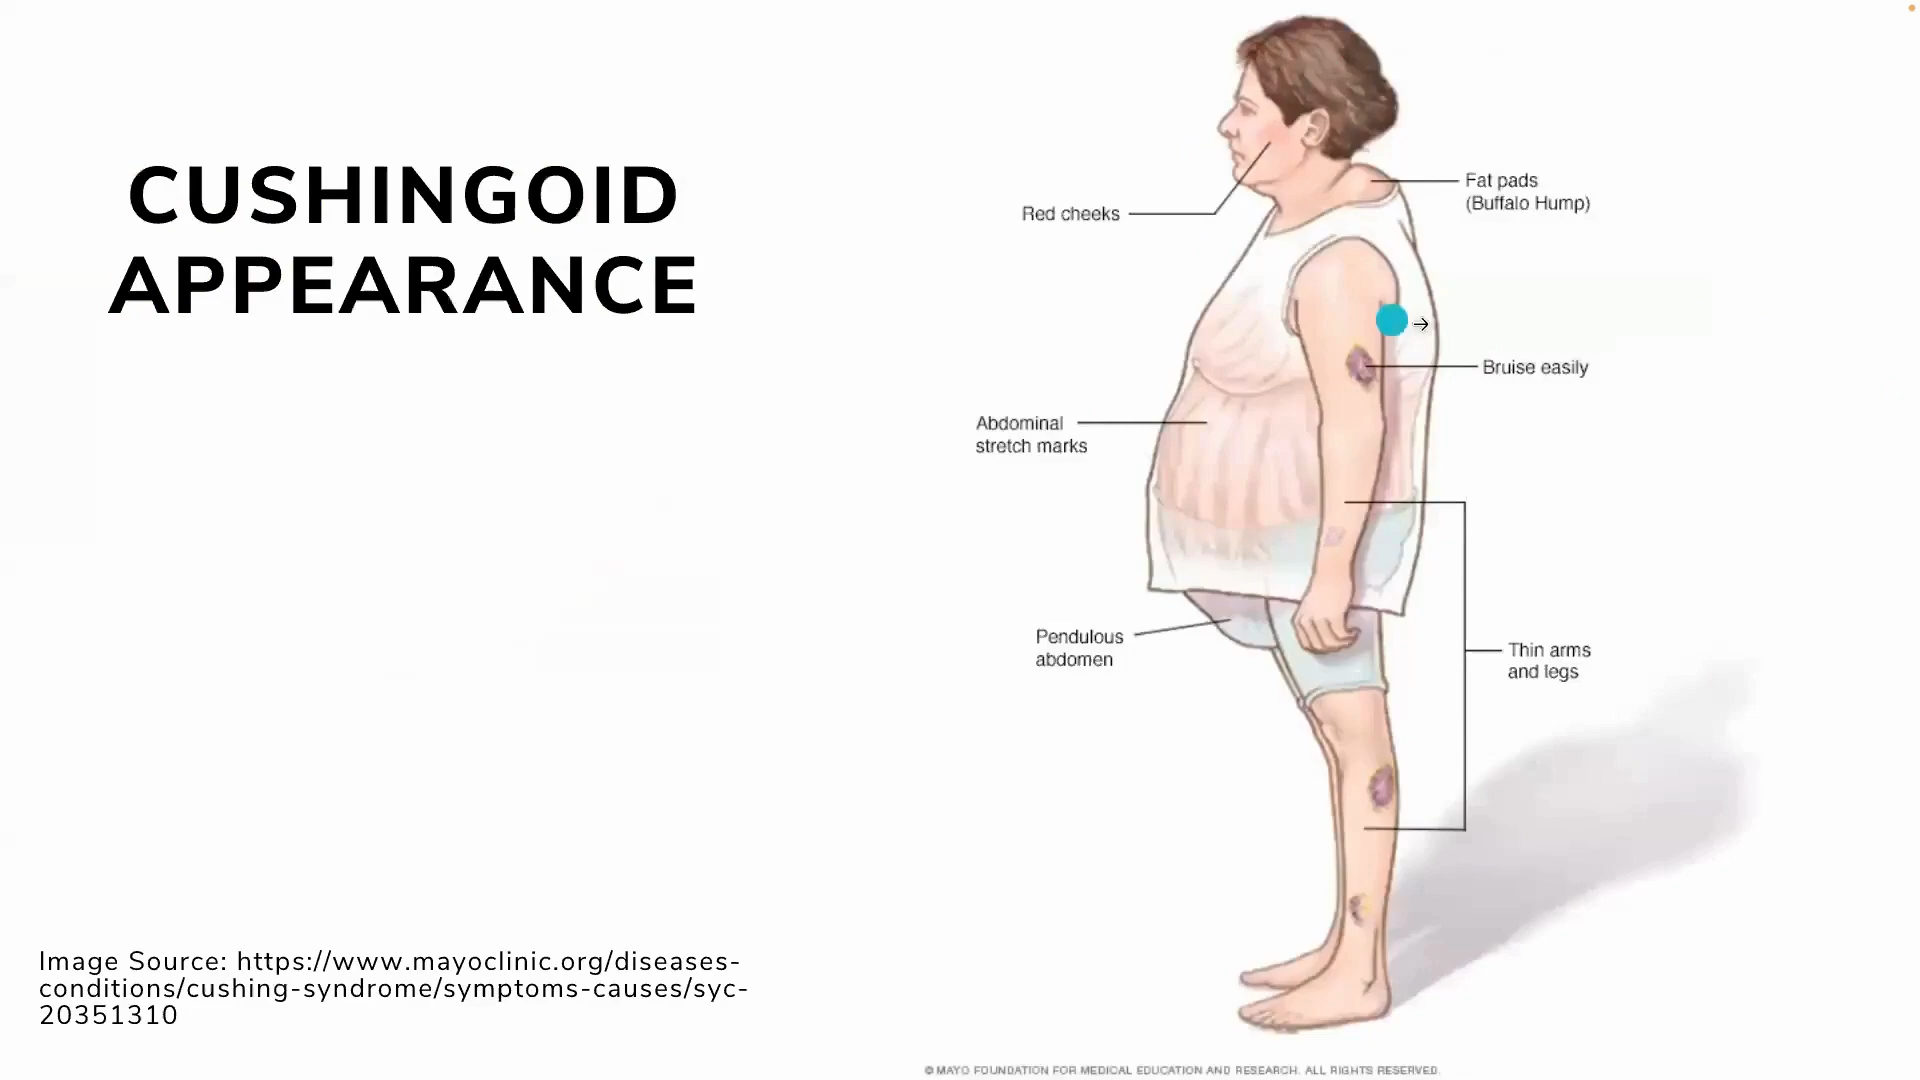 CUSHINGOID
APPEARANCE
Image Source: https://www.mayoclinic.org/diseases-
conditions/cushing-syndrome/symptoms-causes/syc-
20351310
Red cheeks
Fat pads
(Buffalo Hump)
Bruise easily
Abdominal
stretch marks
Pendulous
abdomen
Thin arms
and legs
© MAYO FOUNDATION FOR MEDICAL EDUCATION AND RESEARCH. ALL RIGHTS RESERVED.